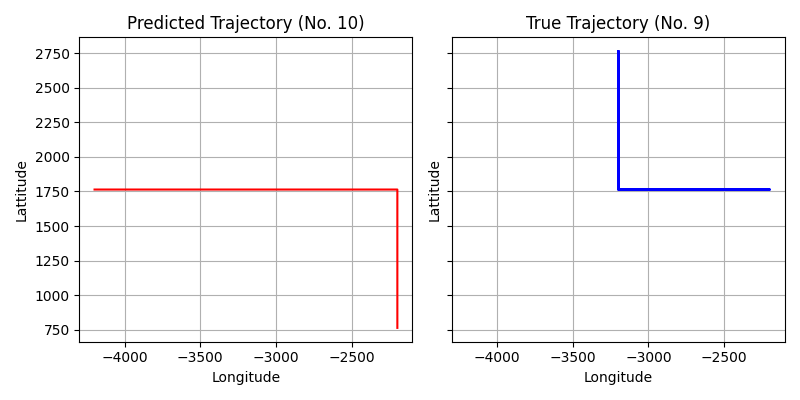 Predicted Trajectory (No. 10)
True Trajectory (No. 9)
Lattitude
2750
2500
2250
2000
1750
1500
1250
1000
750
−4000
−3500
−3000
−2500
Longitude
Lattitude
−4000
−3500
−3000
−2500
Longitude